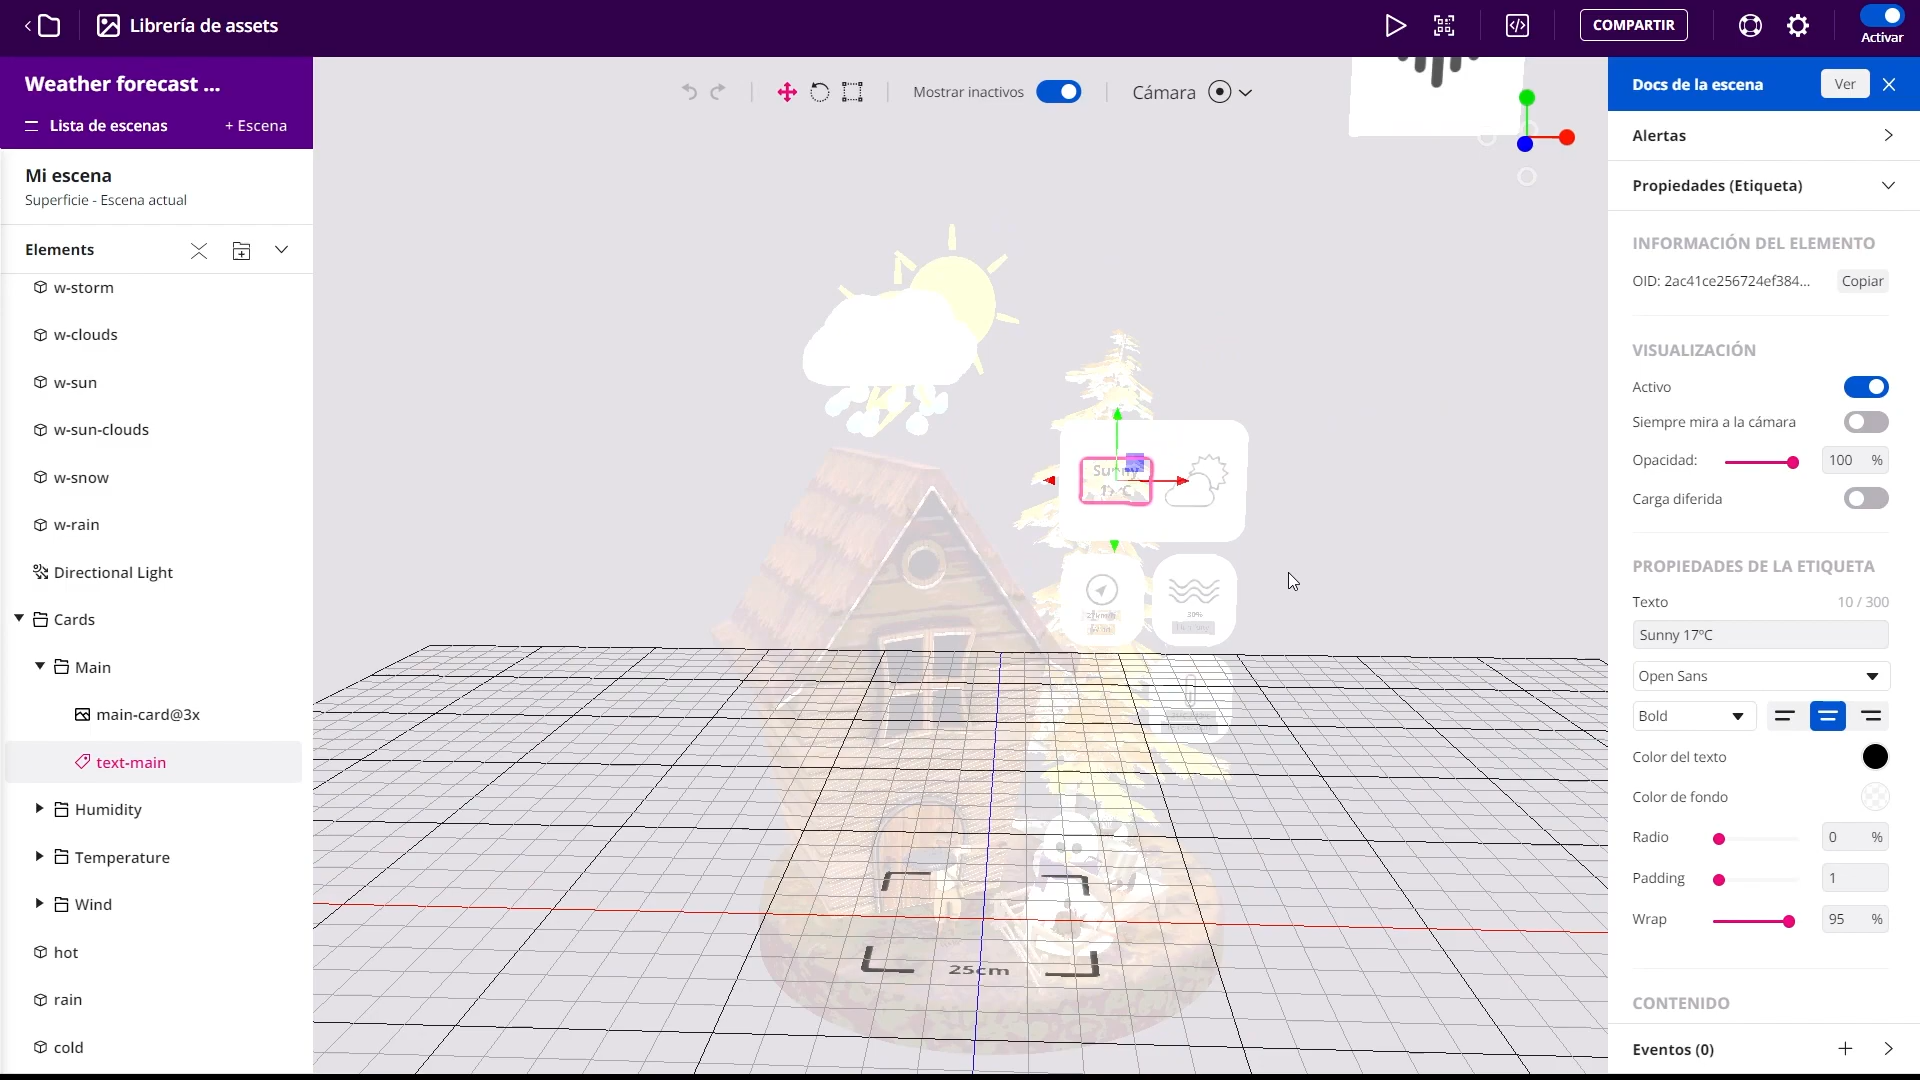 Librería de assets
COMPARTIR
Activar
Weather forecast ...
Lista de escenas
+ Escena
Mi escena
Superficie - Escena actual
Elements
w-storm
w-clouds
w-sun
w-sun-clouds
w-snow
w-rain
Directional Light
Cards
Main
main-card@3x
text-main
Humidity
Temperature
Wind
hot
rain
cold
Mostrar inactivos
Cámara
Sunny
17ºC
30%
25cm
Docs de la escena
Ver
Alertas
Propiedades (Etiqueta)
INFORMACIÓN DEL ELEMENTO
OID: 2ac41ce256724ef384...
Copiar
VISUALIZACIÓN
Activo
Siempre mira a la cámara
Opacidad:
100 %
Carga diferida
PROPIEDADES DE LA ETIQUETA
Texto
10 / 300
Sunny 17ºC
Open Sans
Bold
Color del texto
Color de fondo
Radio
0 %
Padding
1
Wrap
95 %
CONTENIDO
Eventos (0)